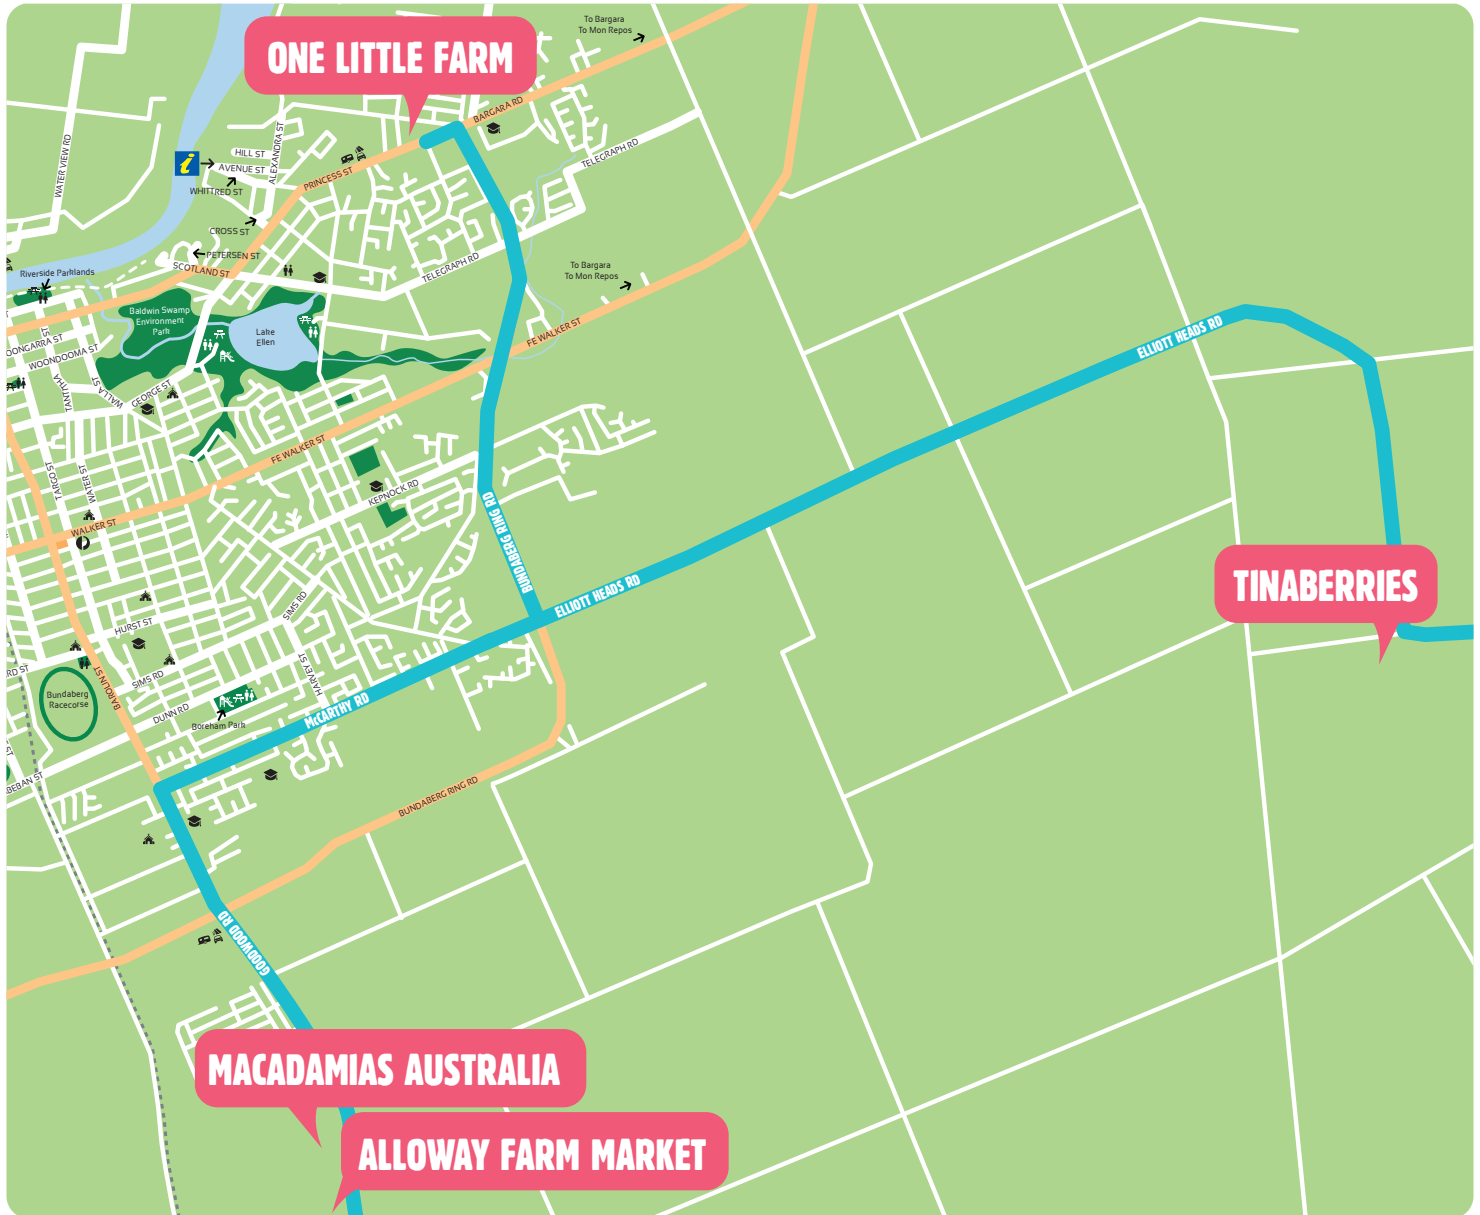 To Bargara
To Mon Repos
ONE LITTLE FARM
BARGARA RD
WATER VIEW RD
ALEXANDRA ST
HILL ST
AVENUE ST
WHITTRED ST
PRINCESS ST
TELEGRAPH RD
CROSS ST
PETERSEN ST
SCOTLAND ST
TELEGRAPH RD
To Bargara
To Mon Repos
Riverside Parklands
Baldwin Swamp
Environment
Park
Lake
Ellen
FE WALKER ST
ELLIOTT HEADS RD
WOONDOOMA ST
TANTITHA
WALLA ST
GEORGE ST
FE WALKER ST
TARGO ST
WATER ST
KEPNOCK RD
BUNDABERG RING RD
WALKER ST
ELLIOTT HEADS RD
TINABERRIES
SIMS RD
HURST ST
BAROLIN ST
SIMS RD
HARVEY ST
Bundaberg
Racecorse
DUNN RD
Boreham Park
McCARTHY RD
BUNDABERG RING RD
GOODWOOD RD
MACADAMIAS AUSTRALIA
ALLOWAY FARM MARKET